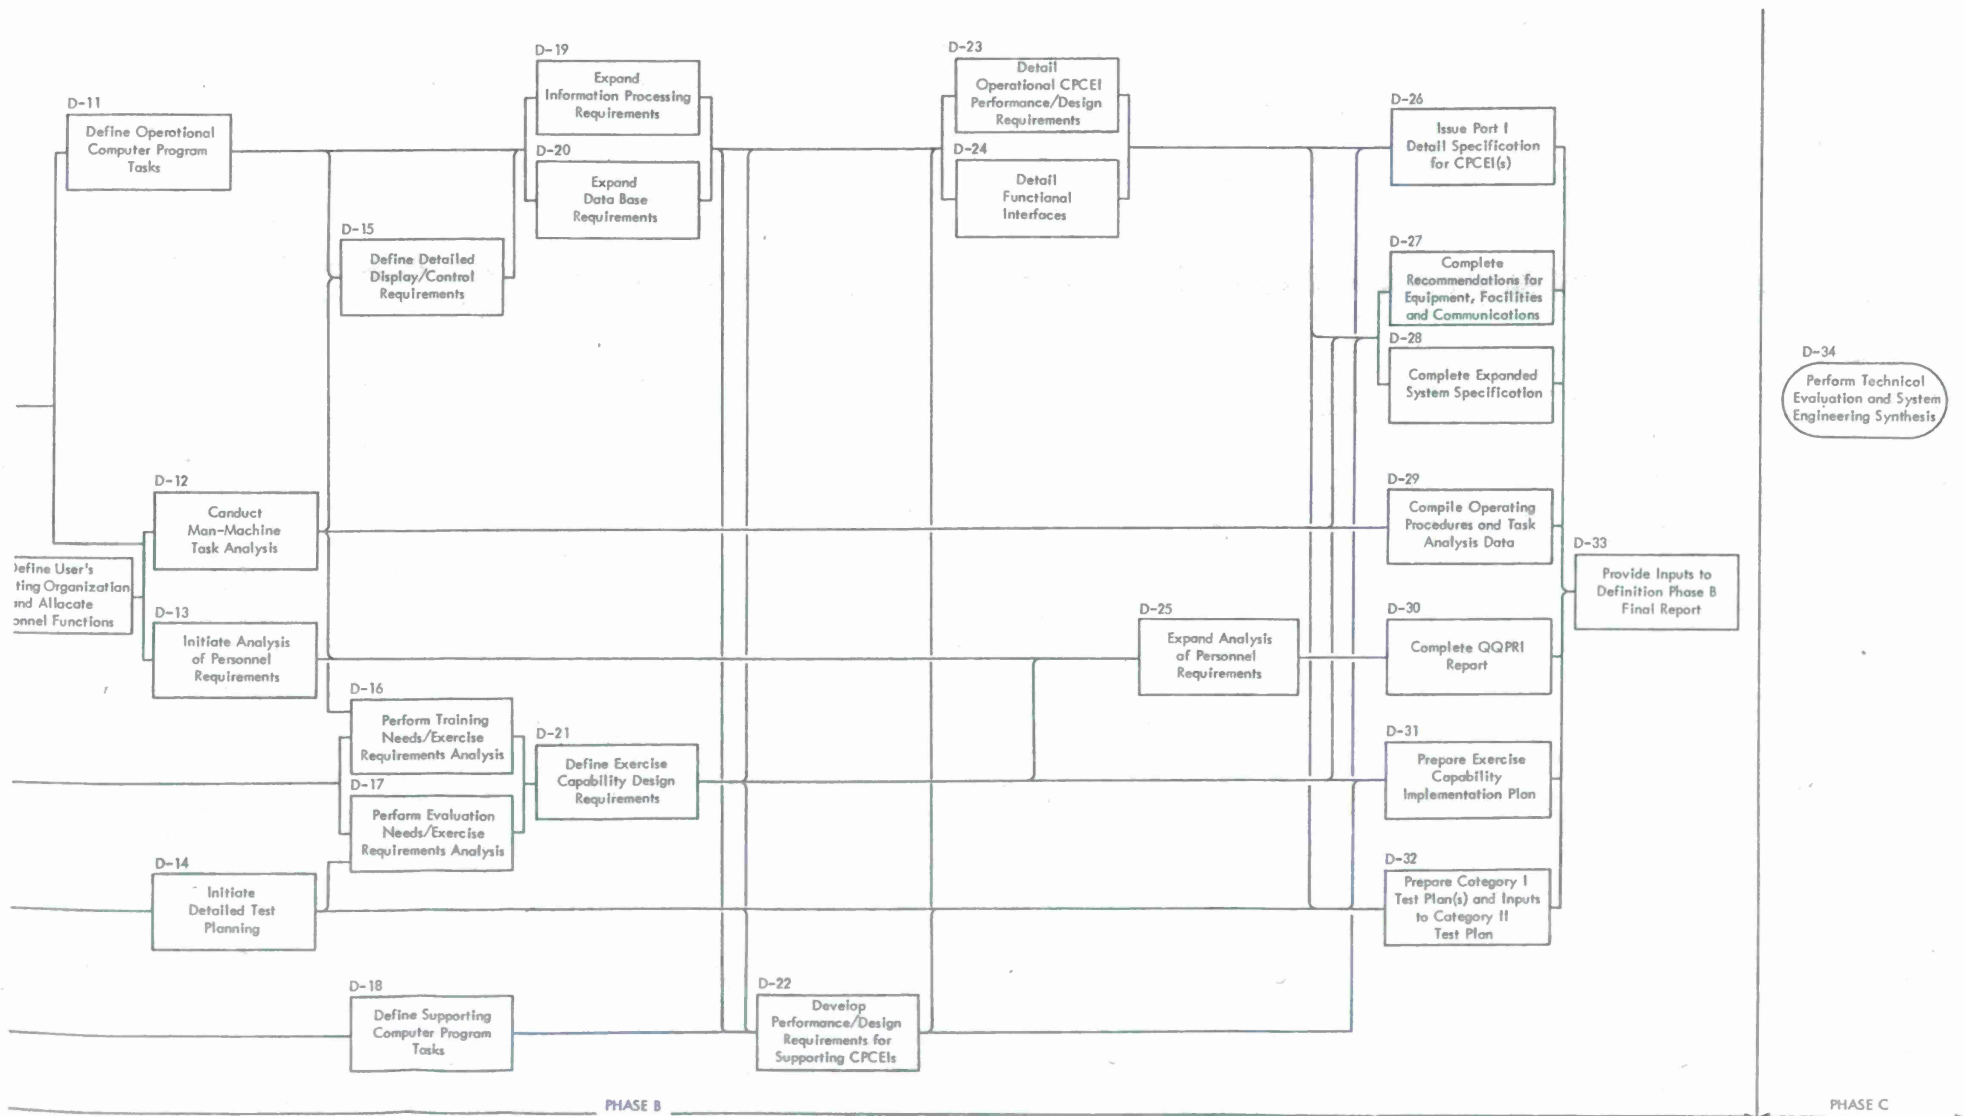 D-11
Define Operational
Computer Program
Tasks
D-19
Expand
Information Processing
Requirements
D-20
Expand
Data Base
Requirements
D-15
Define Detailed
Display/Control
Requirements
D-23
Detail
Operational CPCEI
Performance/Design
Requirements
D-24
Detail
Functional
Interfaces
D-26
Issue Part I
Detail Specification
for CPCEI(s)
D-27
Complete
Recommendations for
Equipment, Facilities
and Communications
D-28
Complete Expanded
System Specification
D-34
Perform Technical
Evaluation and System
Engineering Synthesis
D-12
Conduct
Man-Machine
Task Analysis
efine User's
ting Organization
and Allocate
onnel Functions
D-13
Initiate Analysis
of Personnel
Requirements
D-29
Compile Operating
Procedures and Task
Analysis Data
D-33
Provide Inputs to
Definition Phase B
Final Report
D-25
Expand Analysis
of Personnel
Requirements
D-30
Complete QQPRI
Report
D-16
Perform Training
Needs/Exercise
Requirements Analysis
D-17
Perform Evaluation
Needs/Exercise
Requirements Analysis
D-21
Define Exercise
Capability Design
Requirements
D-31
Prepare Exercise
Capability
Implementation Plan
D-14
Initiate
Detailed Test
Planning
D-32
Prepare Category I
Test Plan(s) and Inputs
to Category II
Test Plan
D-18
Define Supporting
Computer Program
Tasks
D-22
Develop
Performance/Design
Requirements for
Supporting CPCEIs
PHASE B
PHASE C